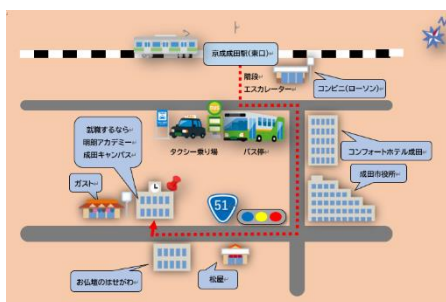 京成成田駅(東口)
階段
エスカレーター
コンビニ(ローソン)
就職するなら
明朗アカデミー
成田キャンパス
タクシー乗り場
バス停
コンフォートホテル成田
ガスト
成田市役所
51
お仏壇のはせがわ
松屋